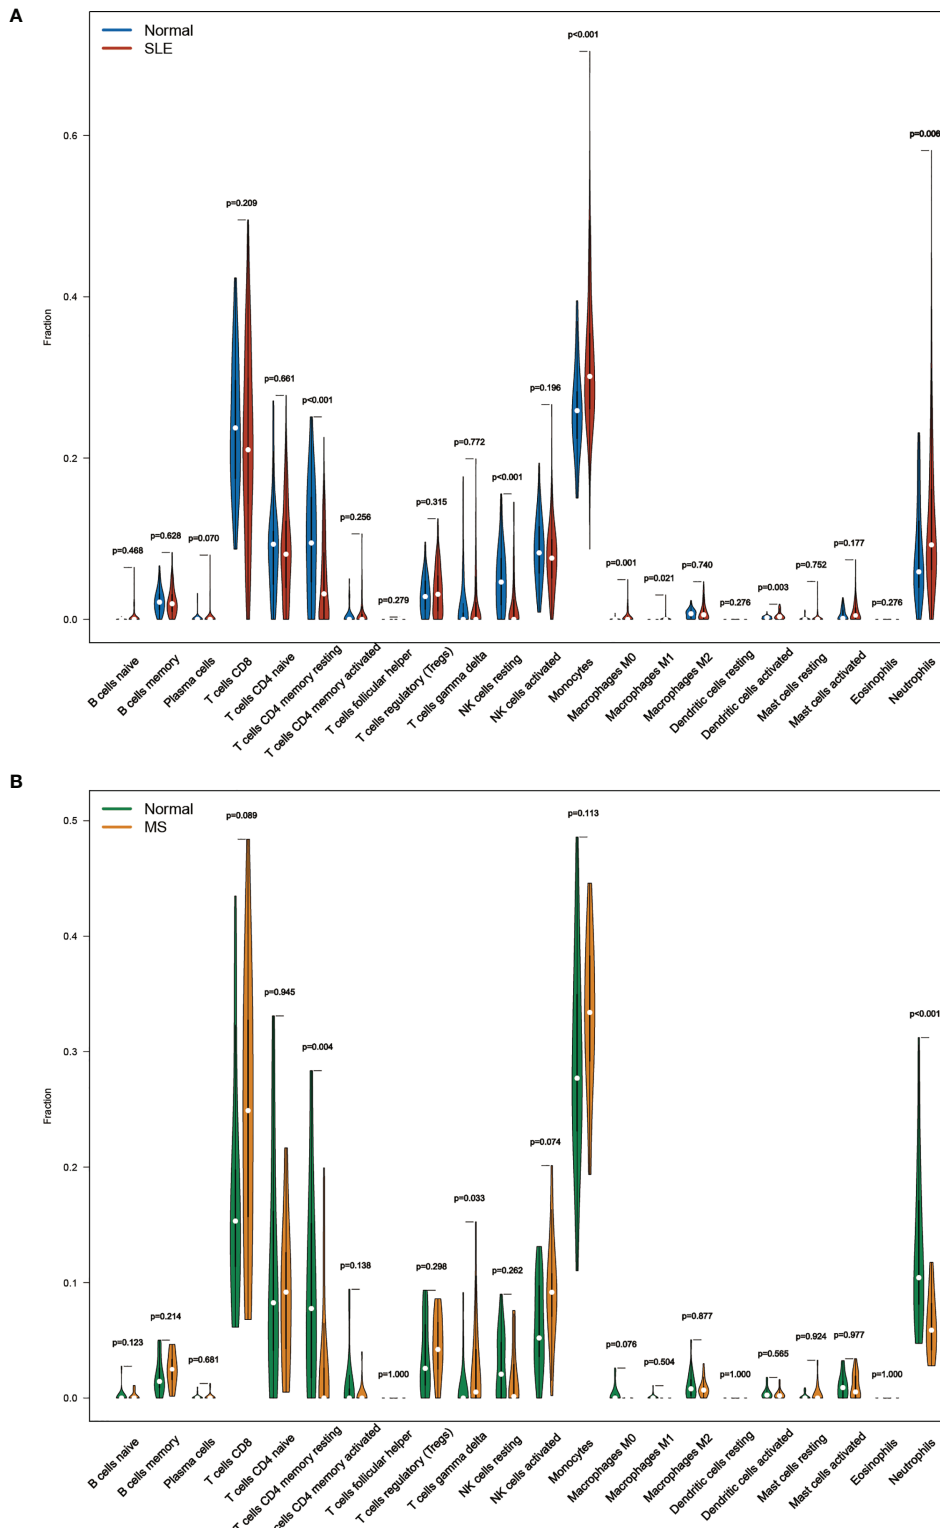 A
Normal
SLE
p<0.001
p=0.006
p=0.209
p=0.661
p<0.001
p=0.196
p=0.772
p<0.001
p=0.315
p=0.256
p=0.468
p=0.628
p=0.070
p=0.279
p=0.001
p=0.021
p=0.740
p=0.276
p=0.003
p=0.752
p=0.177
p=0.276
Fraction
0.6
0.4
0.2
0.0
B cells naive
B cells memory
Plasma cells
T cells CD8
T cells CD4 naive
T cells CD4 memory resting
T cells CD4 memory activated
T cells follicular helper
T cells regulatory (Tregs)
T cells gamma delta
NK cells resting
NK cells activated
Monocytes
Macrophages M0
Macrophages M1
Macrophages M2
Dendritic cells resting
Dendritic cells activated
Mast cells resting
Mast cells activated
Eosinophils
Neutrophils
B
Normal
MS
p=0.089
p=0.113
p=0.945
p=0.004
p<0.001
p=0.074
p=0.033
p=0.138
p=0.298
p=0.262
p=0.123
p=0.214
p=0.681
p=1.000
p=0.076
p=0.504
p=0.877
p=1.000
p=0.565
p=0.924
p=0.977
p=1.000
Fraction
0.5
0.4
0.3
0.2
0.1
0.0
B cells naive
B cells memory
Plasma cells
T cells CD8
T cells CD4 naive
T cells CD4 memory resting
cells CD4 memory activated
T cells follicular helper
T cells regulatory (Tregs)
T cells gamma delta
NK cells resting
NK cells activated
Monocytes
Macrophages M0
Macrophages M1
Macrophages M2
Dendritic cells resting
Dendritic cells activated
Mast cells resting
Mast cells activated
Eosinophils
Neutrophils